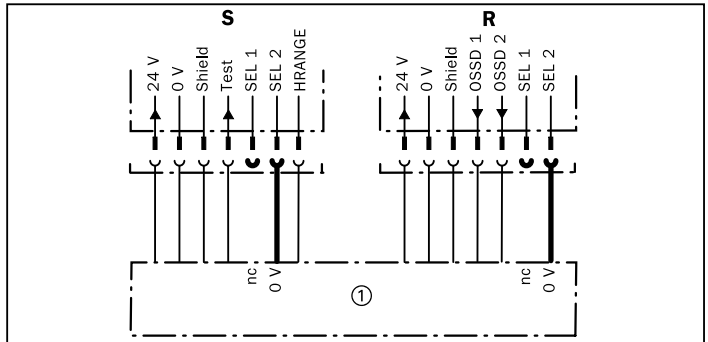 S
R
24 V
0 V
Shield
Test
SEL 1
SEL 2
HRANGE
24 V
0 V
Shield
OSSD 1
OSSD 2
SEL 1
SEL 2
nc
0 V
nc
0 V
①